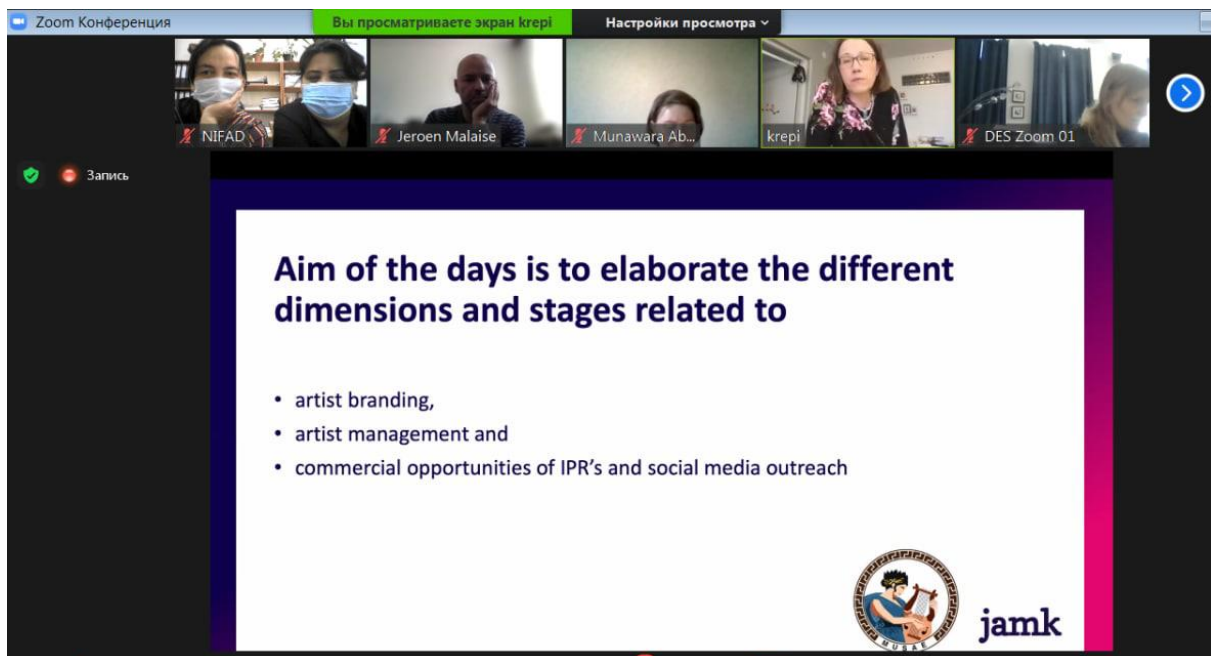 Zoom Конференция
Вы просматриваете экран krepi
Настройки просмотра
NIFAD
Jeroen Malaise
Munawara Ab...
krepi
DES Zoom 01
Запись
Aim of the days is to elaborate the different
dimensions and stages related to
• artist branding,
• artist management and
• commercial opportunities of IPR's and social media outreach
MUSAE
jamk